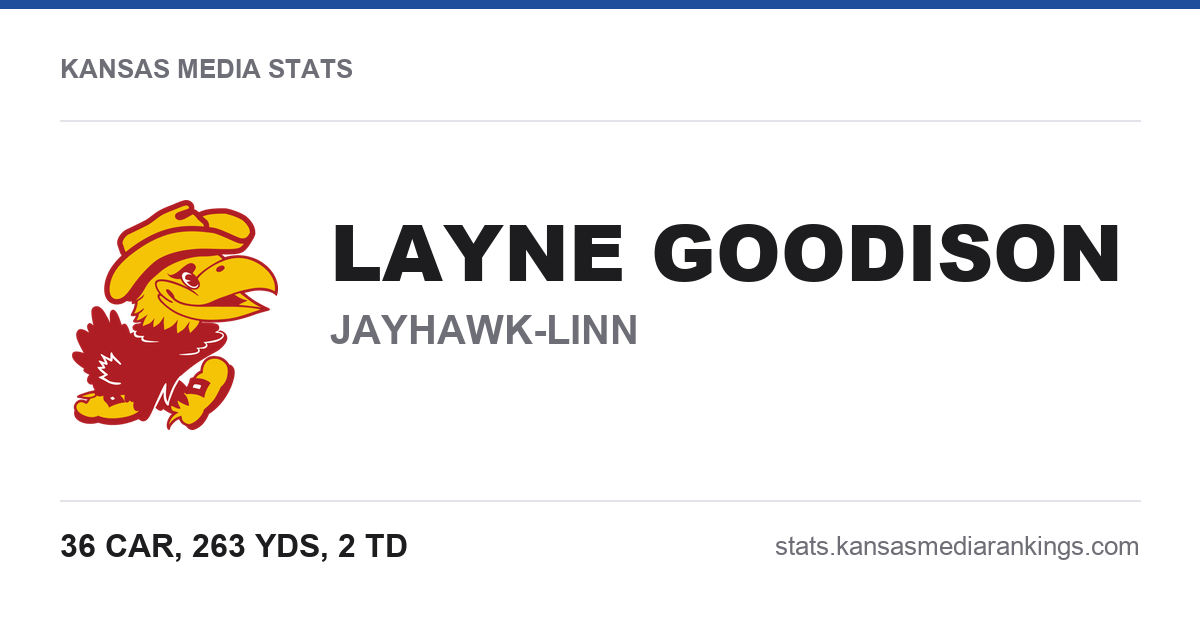 KANSAS MEDIA STATS
LAYNE GOODISON
JAYHAWK-LINN
36 CAR, 263 YDS, 2 TD
stats.kansasmediarankings.com